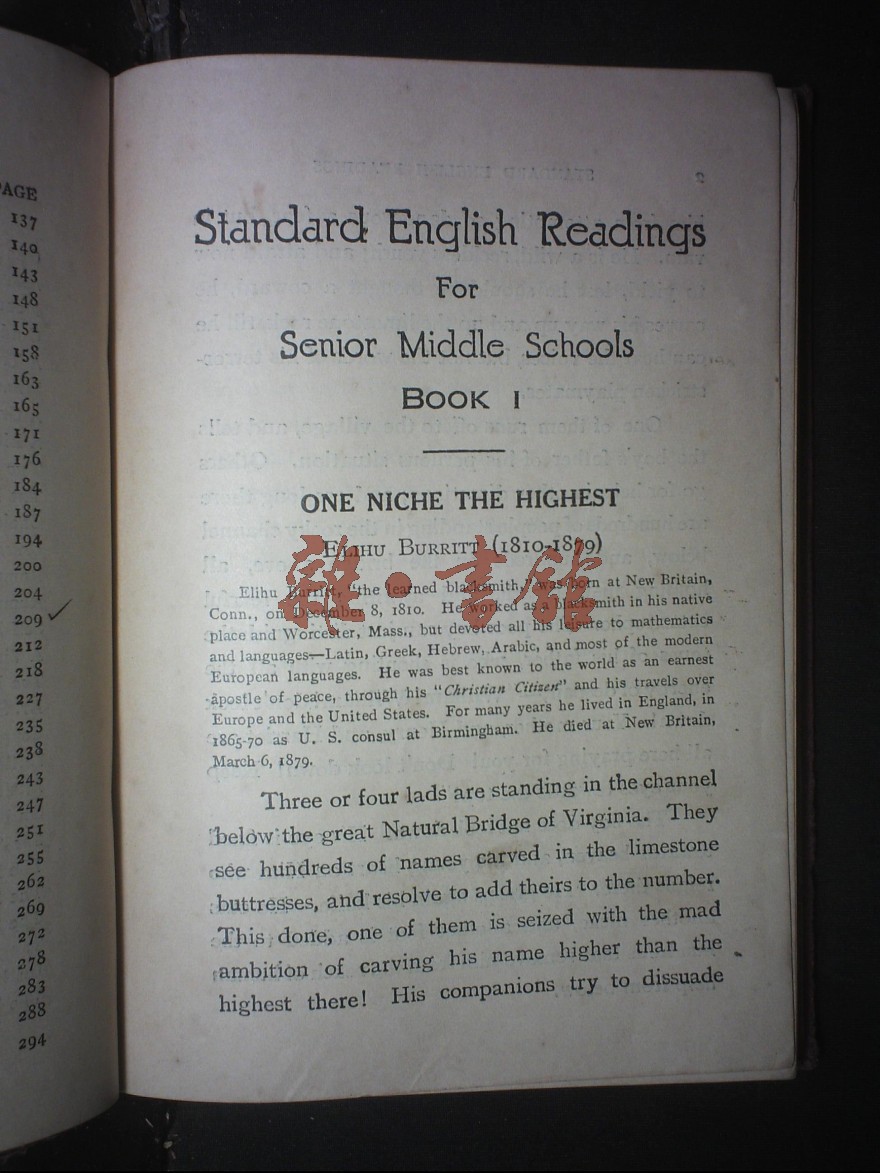 PAGE
137
140
143
148
151
158
163
165
171
176
184
187
194
200
204
209
212
218
227
235
238
243
247
251
255
262
269
272
278
283
288
294
Standard English Readings
For
Senior Middle Schools
BOOK I
ONE NICHE THE HIGHEST
ELIHU BURRITT (1810-1879)
Elihu Burritt, "the learned blacksmith," was born at New Britain,
Conn., on December 8, 1810. He worked as a blacksmith in his native
place and Worcester, Mass., but devoted all his leisure to mathematics
and languages—Latin, Greek, Hebrew, Arabic, and most of the modern
European languages. He was best known to the world as an earnest
apostle of peace, through his "Christian Citizen" and his travels over
Europe and the United States. For many years he lived in England, in
1865-70 as U. S. consul at Birmingham. He died at New Britain,
March 6, 1879.
Three or four lads are standing in the channel
below the great Natural Bridge of Virginia. They
see hundreds of names carved in the limestone
buttresses, and resolve to add theirs to the number.
This done, one of them is seized with the mad
ambition of carving his name higher than the
highest there! His companions try to dissuade
雜·書館